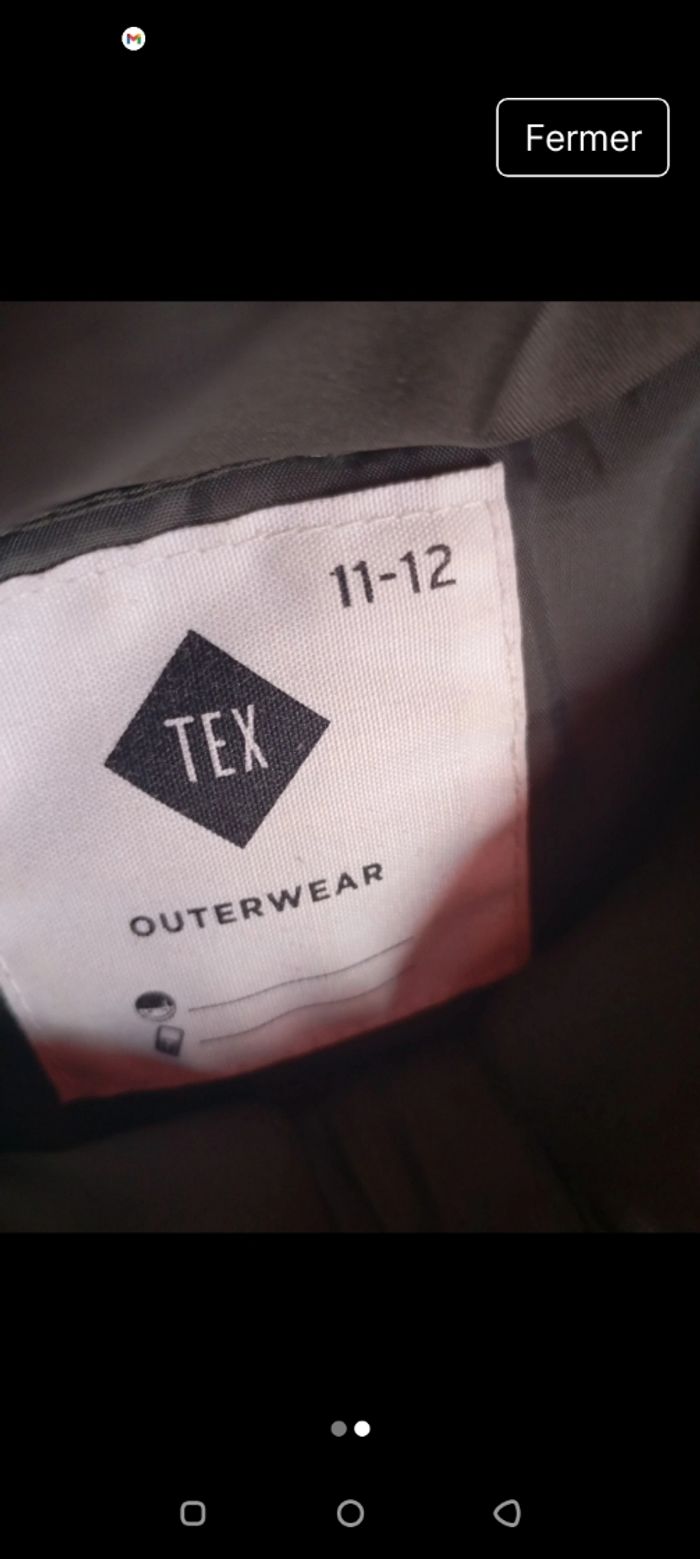 Fermer
11-12
TEX
OUTERWEAR